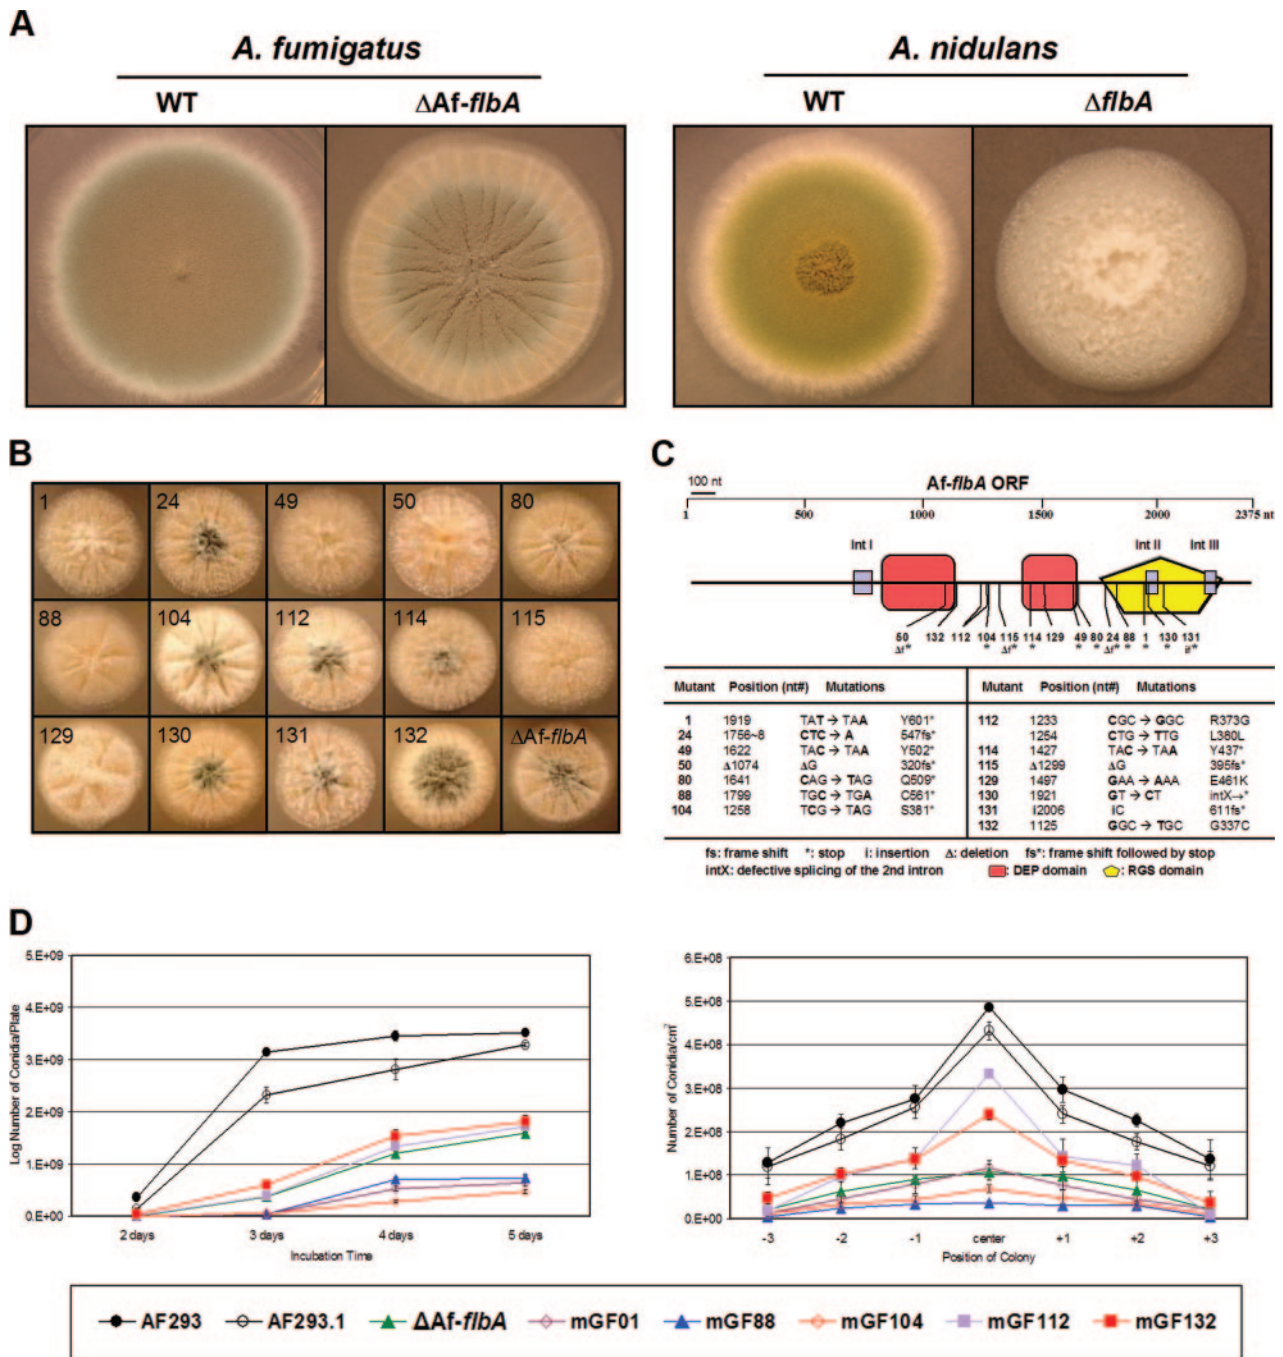 A
A. fumigatus
A. nidulans
WT
ΔAf-flbA
WT
ΔflbA
B
1
24
49
50
80
88
104
112
114
115
129
130
131
132
ΔAf-flbA
C
100 nt
Af-flbA ORF
1
500
1000
1500
2000
2375 nt
Int I
Int II
Int III
50 132 112 104 115 114 129 49 80 24 88 1 130 131
Δf* * Δf* * * * Δf* * * * if*
Mutant Position (nt#) Mutations
1 1919 TAT → TAA Y601*
24 1756~8 CTC → A 547fs*
49 1622 TAC → TAA Y502*
50 Δ1074 ΔG 320fs*
80 1641 CAG → TAG Q509*
88 1799 TGC → TGA C561*
104 1258 TCG → TAG S381*
Mutant Position (nt#) Mutations
112 1233 CGC → GGC R373G
1254 CTG → TTG L380L
114 1427 TAC → TAA Y437*
115 Δ1299 ΔG 395fs*
129 1497 GAA → AAA E461K
130 1921 GT → CT intX→*
131 i2006 iC 611fs*
132 1125 GGC → TGC G337C
fs: frame shift *: stop i: insertion Δ: deletion fs*: frame shift followed by stop
intX: defective splicing of the 2nd intron : DEP domain : RGS domain
D
Log Number of Conidia/Plate
5.E+09
4.E+09
3.E+09
2.E+09
1.E+09
0.E+00
2 days
3 days
4 days
5 days
Incubation Time
Number of Conidia/cm²
6.E+08
5.E+08
4.E+08
3.E+08
2.E+08
1.E+08
0.E+00
-3
-2
-1
center
+1
+2
+3
Position of Colony
AF293
AF293.1
ΔAf-flbA
mGF01
mGF88
mGF104
mGF112
mGF132